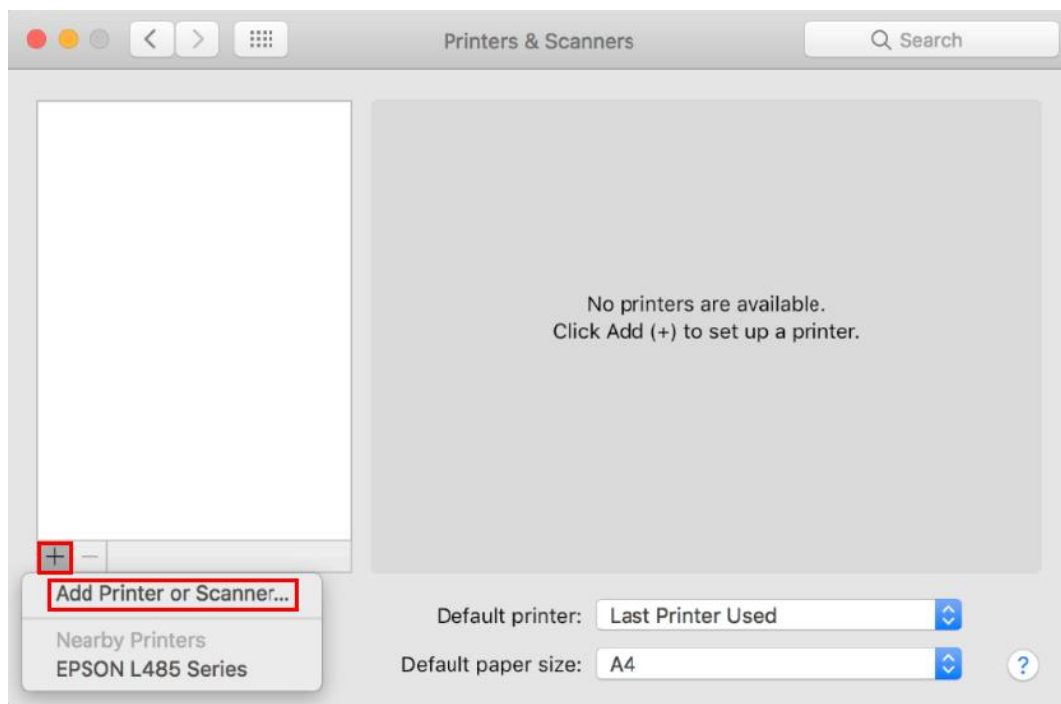 Printers & Scanners
Search
No printers are available.
Click Add (+) to set up a printer.
+ −
Add Printer or Scanner...
Nearby Printers
EPSON L485 Series
Default printer: Last Printer Used
Default paper size: A4
?